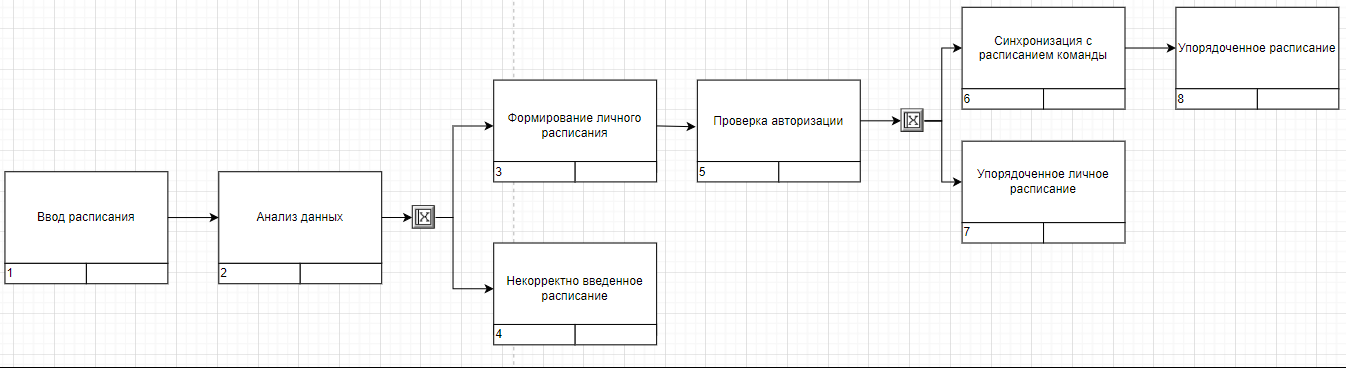 Ввод расписания
1
Анализ данных
2
X
Формирование личного
расписания
3
Некорректно введенное
расписание
4
Проверка авторизации
5
X
Синхронизация с
расписанием команды
6
Упорядоченное личное
расписание
7
Упорядоченное расписание
8